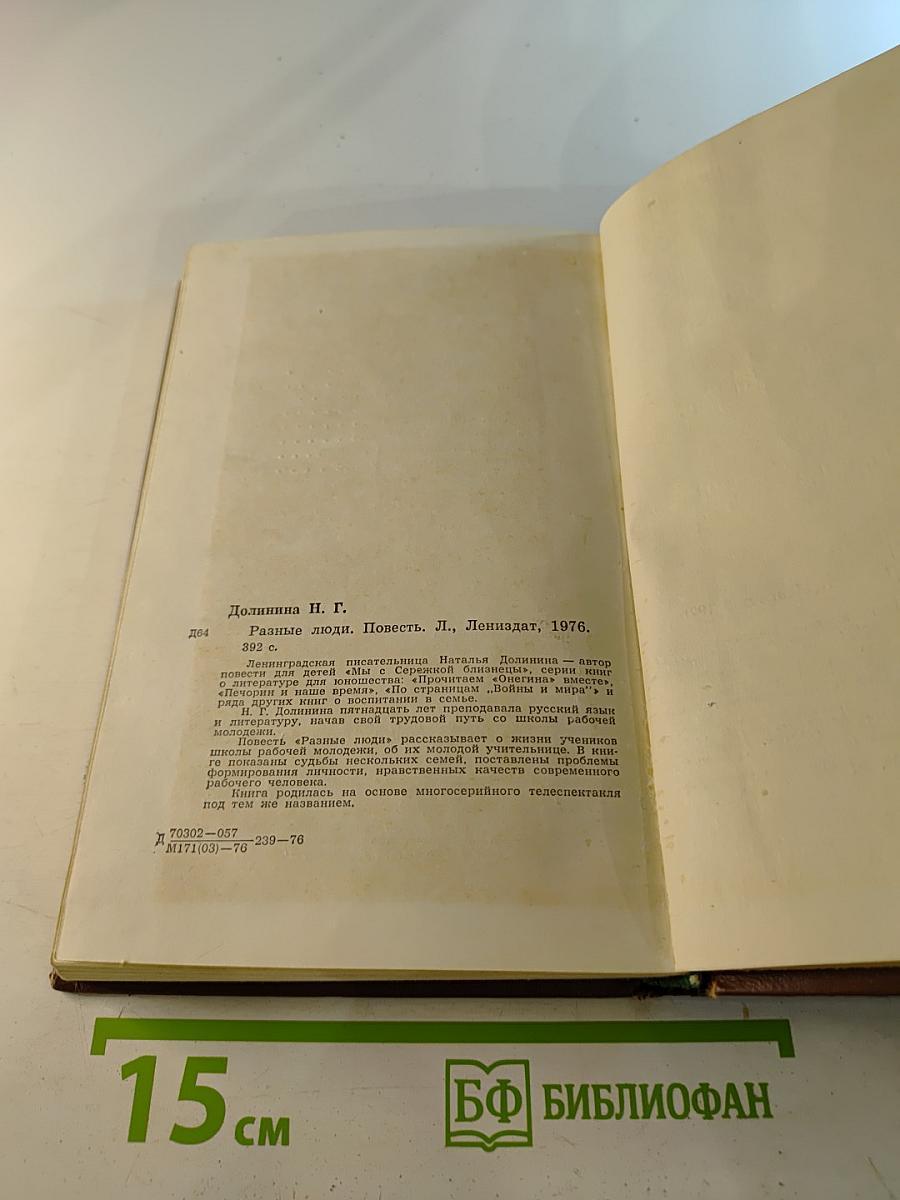 Долинина Н. Г.
Д64 Разные люди. Повесть. Л., Лениздат, 1976.
392 с.
Ленинградская писательница Наталья Долинина — автор
повести для детей «Мы с Сережкой близнецы», серии книг
о литературе для юношества: «Прочитаем «Онегина» вместе»,
«Печорин и наше время», «По страницам „Войны и мира“» и
ряда других книг о воспитании в семье.
Н. Г. Долинина пятнадцать лет преподавала русский язык
и литературу, начав свой трудовой путь со школы рабочей
молодежи.
Повесть «Разные люди» рассказывает о жизни учеников
школы рабочей молодежи, об их молодой учительнице. В кни-
ге показаны судьбы нескольких семей, поставлены проблемы
формирования личности, нравственных качеств современного
рабочего человека.
Книга родилась на основе многосерийного телеспектакля
под тем же названием.
70302—057
Д 239—76
М171(03)—76
15 см
БФ БИБЛИОФАН